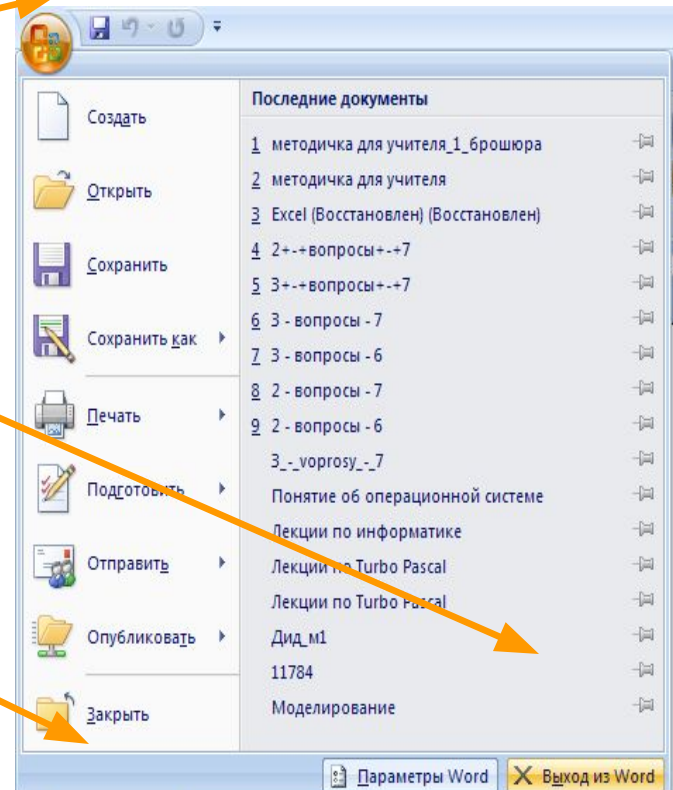 Создать
Открыть
Сохранить
Сохранить как
Печать
Подготовить
Отправить
Опубликовать
Закрыть
Последние документы
1 методичка для учителя_1_брошюра
2 методичка для учителя
3 Excel (Восстановлен) (Восстановлен)
4 2+-+вопросы+-+7
5 3+-+вопросы+-+7
6 3 - вопросы - 7
7 3 - вопросы - 6
8 2 - вопросы - 7
9 2 - вопросы - 6
3_-_voprosy_-_7
Понятие об операционной системе
Лекции по информатике
Лекции по Turbo Pascal
Лекции по Turbo Pascal
Дид_м1
11784
Моделирование
Параметры Word
Выход из Word